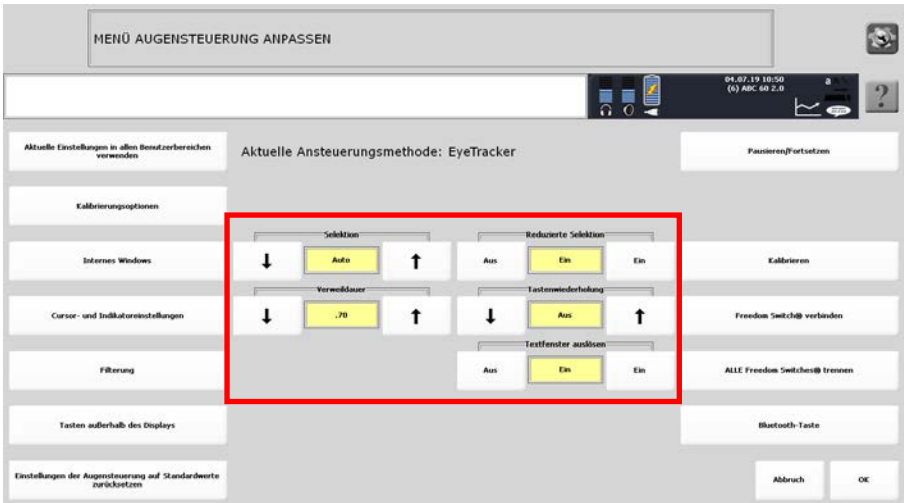 MENÜ AUGENSTEUERUNG ANPASSEN
04.07.19 10:50
(6) ABC 60 2.0
a
?
Aktuelle Einstellungen in allen Benutzerbereichen
verwenden
Aktuelle Ansteuerungsmethode: EyeTracker
Pausieren/Fortsetzen
Kalibrierungsoptionen
Selektion
Reduzierte Selektion
Internes Windows
↓ Auto ↑
Aus Ein Ein
Kalibrieren
Verweildauer
Tastenwiederholung
Cursor- und Indikatoreinstellungen
↓ .70 ↑
↓ Aus ↑
Freedom Switch® verbinden
Textfenster auslösen
Filterung
Aus Ein Ein
ALLE Freedom Switches® trennen
Tasten außerhalb des Displays
Bluetooth-Taste
Einstellungen der Augensteuerung auf Standardwerte
zurücksetzen
Abbruch
OK